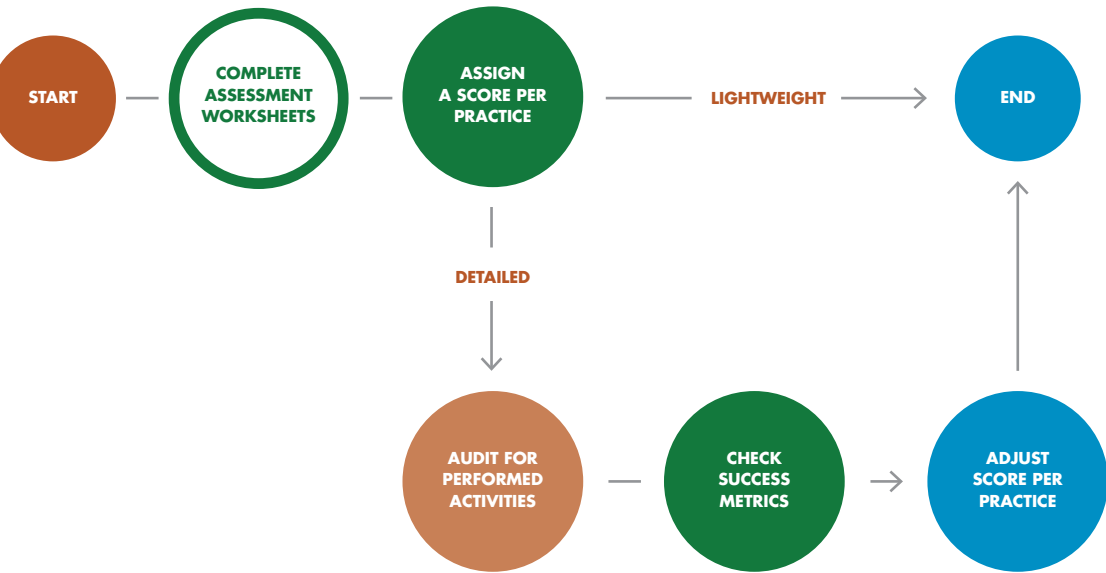 START
COMPLETE
ASSESSMENT
WORKSHEETS
ASSIGN
A SCORE PER
PRACTICE
LIGHTWEIGHT
END
DETAILED
AUDIT FOR
PERFORMED
ACTIVITIES
CHECK
SUCCESS
METRICS
ADJUST
SCORE PER
PRACTICE